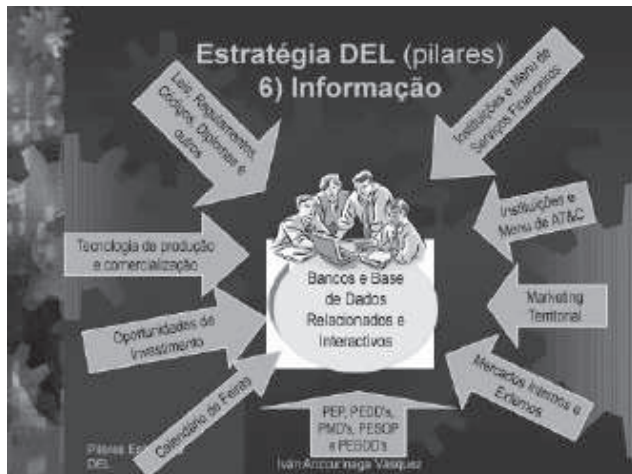 Estratégia DEL (pilares)
6) Informação
Leis, Regulamentos,
Códigos, Diplomas e
outros
Instituições e Menu de
Serviços Financeiros
Tecnologia de produção
e comercialização
Instituições e
Menu de AT&C
Oportunidades de
Investimento
Marketing
Territorial
Calendário de Feiras
Mercados Internos e
Externos
Bancos e Base
de Dados
Relacionados e
Interactivos
PEP, PEDD's,
PMD's, PESOP
e PESOD's
Pilares
DEL
Iván Vásquez